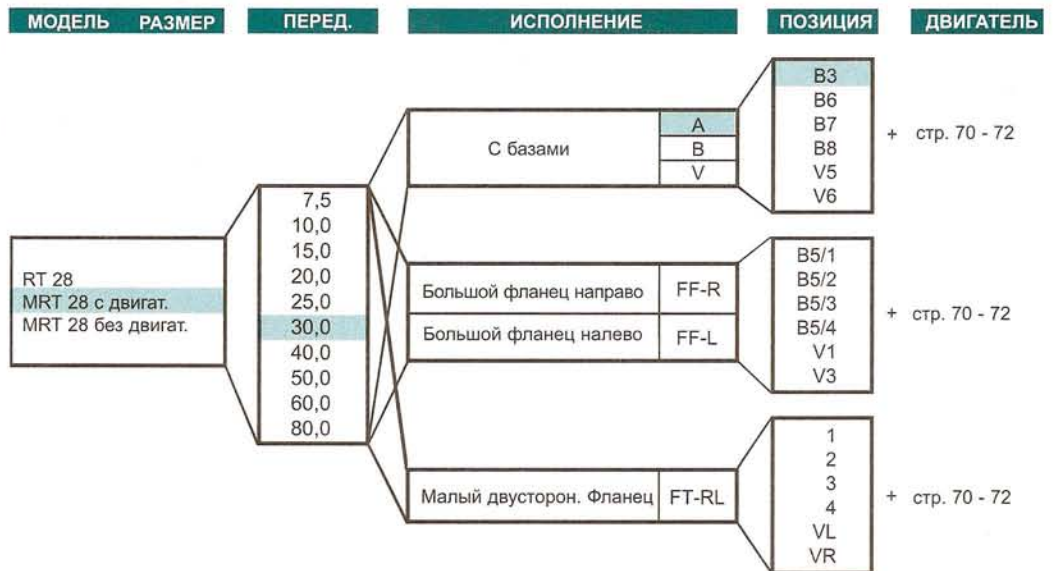 МОДЕЛЬ РАЗМЕР ПЕРЕД. ИСПОЛНЕНИЕ ПОЗИЦИЯ ДВИГАТЕЛЬ
RT 28
MRT 28 с двигат.
MRT 28 без двигат.
7,5
10,0
15,0
20,0
25,0
30,0
40,0
50,0
60,0
80,0
С базами
A
B
V
B3
B6
B7
B8
V5
V6
+ стр. 70 - 72
Большой фланец направо FF-R
Большой фланец налево FF-L
B5/1
B5/2
B5/3
B5/4
V1
V3
+ стр. 70 - 72
Малый двусторон. Фланец FT-RL
1
2
3
4
VL
VR
+ стр. 70 - 72